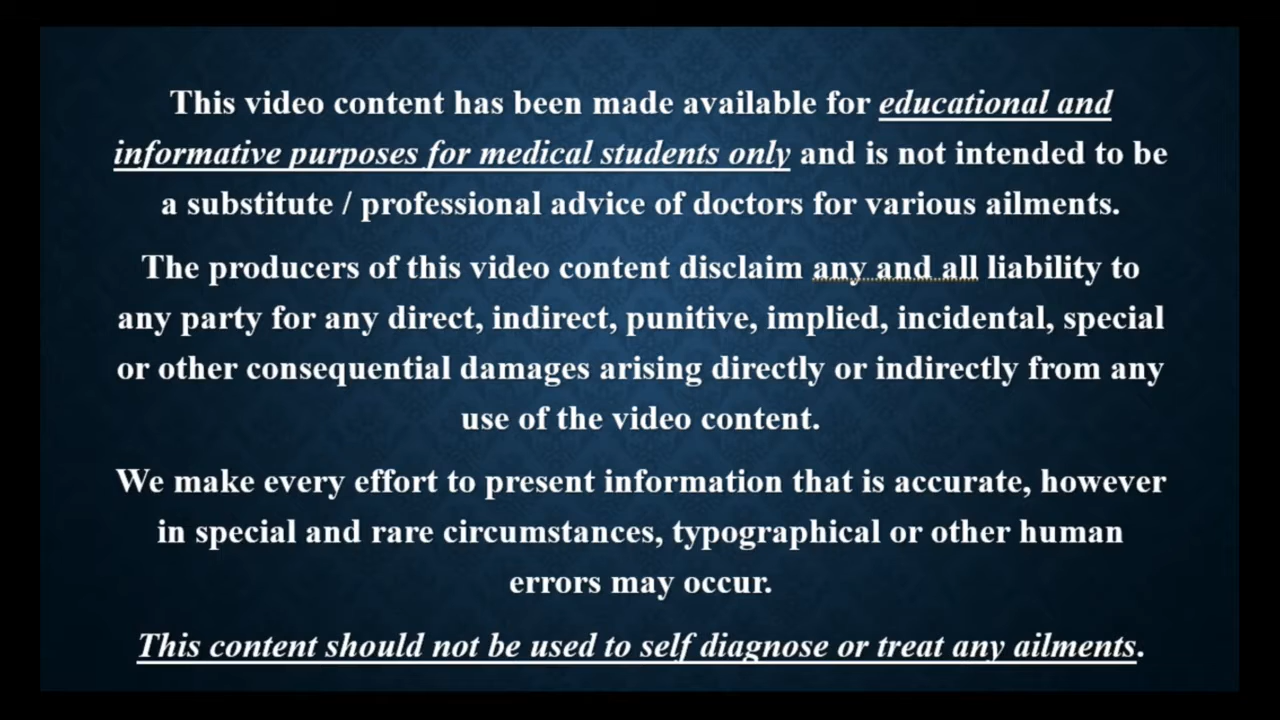 This video content has been made available for educational and
informative purposes for medical students only and is not intended to be
a substitute / professional advice of doctors for various ailments.
The producers of this video content disclaim any and all liability to
any party for any direct, indirect, punitive, implied, incidental, special
or other consequential damages arising directly or indirectly from any
use of the video content.
We make every effort to present information that is accurate, however
in special and rare circumstances, typographical or other human
errors may occur.
This content should not be used to self diagnose or treat any ailments.